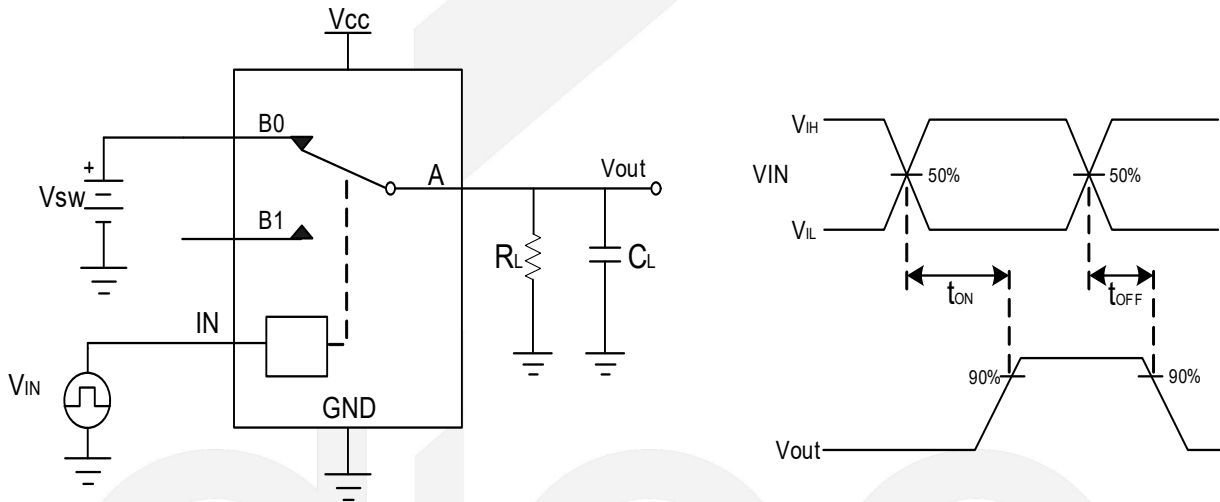 Vcc
B0
+
Vsw
A
Vout
B1
RL
CL
IN
VIN
GND
VIH
VIN
50%
50%
VIL
tON
tOFF
90%
90%
Vout